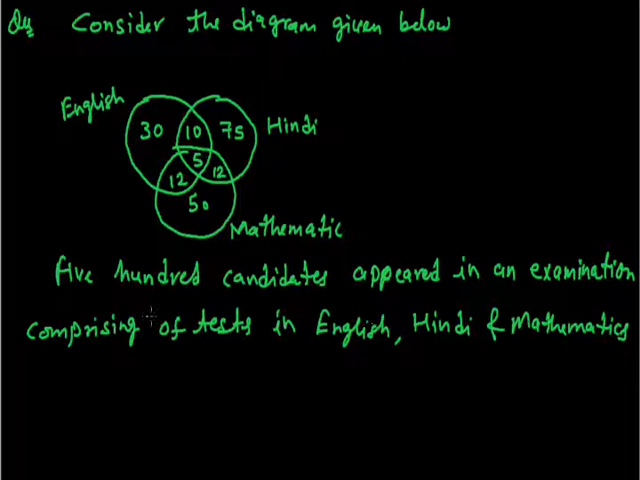 Qus Consider the diagram given below
English
30 10 75 Hindi
5
12 12
50
Mathematic
five hundred candidates appeared in an examination
comprising of tests in English, Hindi & Mathematics